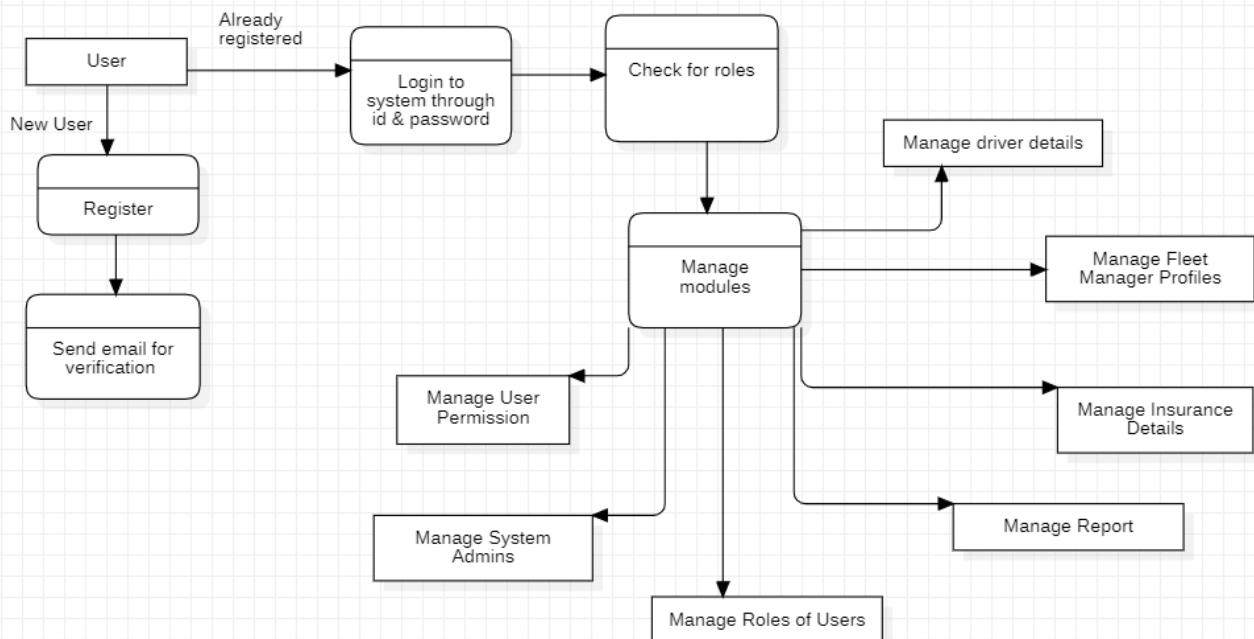 Already
registered
User
Login to
system through
id & password
Check for roles
New User
Manage driver details
Register
Manage Fleet
Manager Profiles
Manage
modules
Send email for
verification
Manage User
Permission
Manage Insurance
Details
Manage System
Admins
Manage Report
Manage Roles of Users